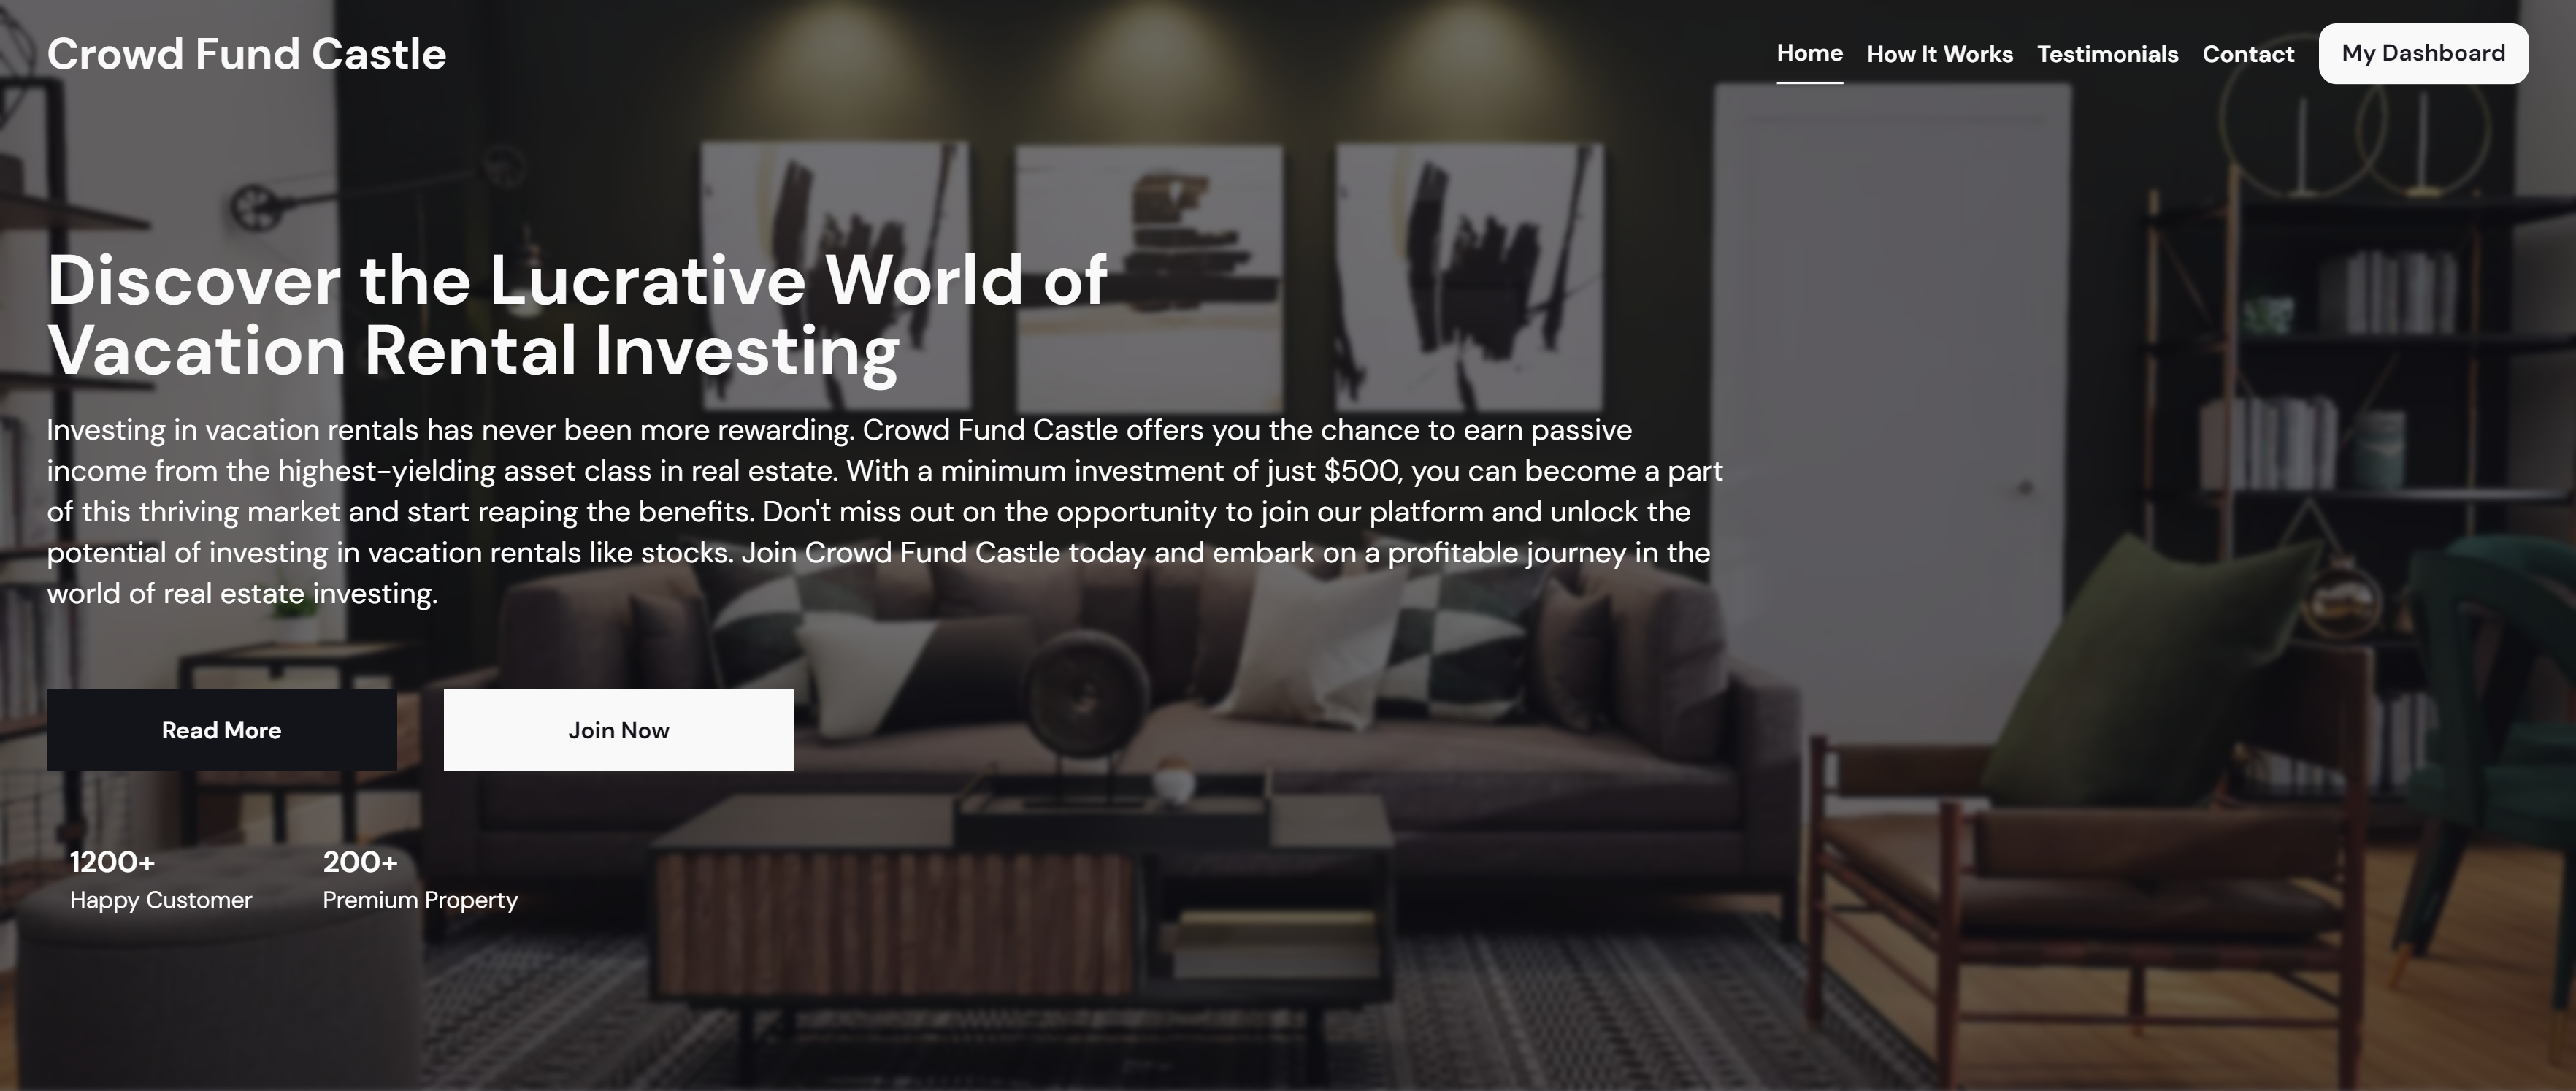 Crowd Fund Castle
Home How It Works Testimonials Contact My Dashboard
Discover the Lucrative World of
Vacation Rental Investing
Investing in vacation rentals has never been more rewarding. Crowd Fund Castle offers you the chance to earn passive
income from the highest-yielding asset class in real estate. With a minimum investment of just $500, you can become a part
of this thriving market and start reaping the benefits. Don't miss out on the opportunity to join our platform and unlock the
potential of investing in vacation rentals like stocks. Join Crowd Fund Castle today and embark on a profitable journey in the
world of real estate investing.
Read More Join Now
1200+ 200+
Happy Customer Premium Property